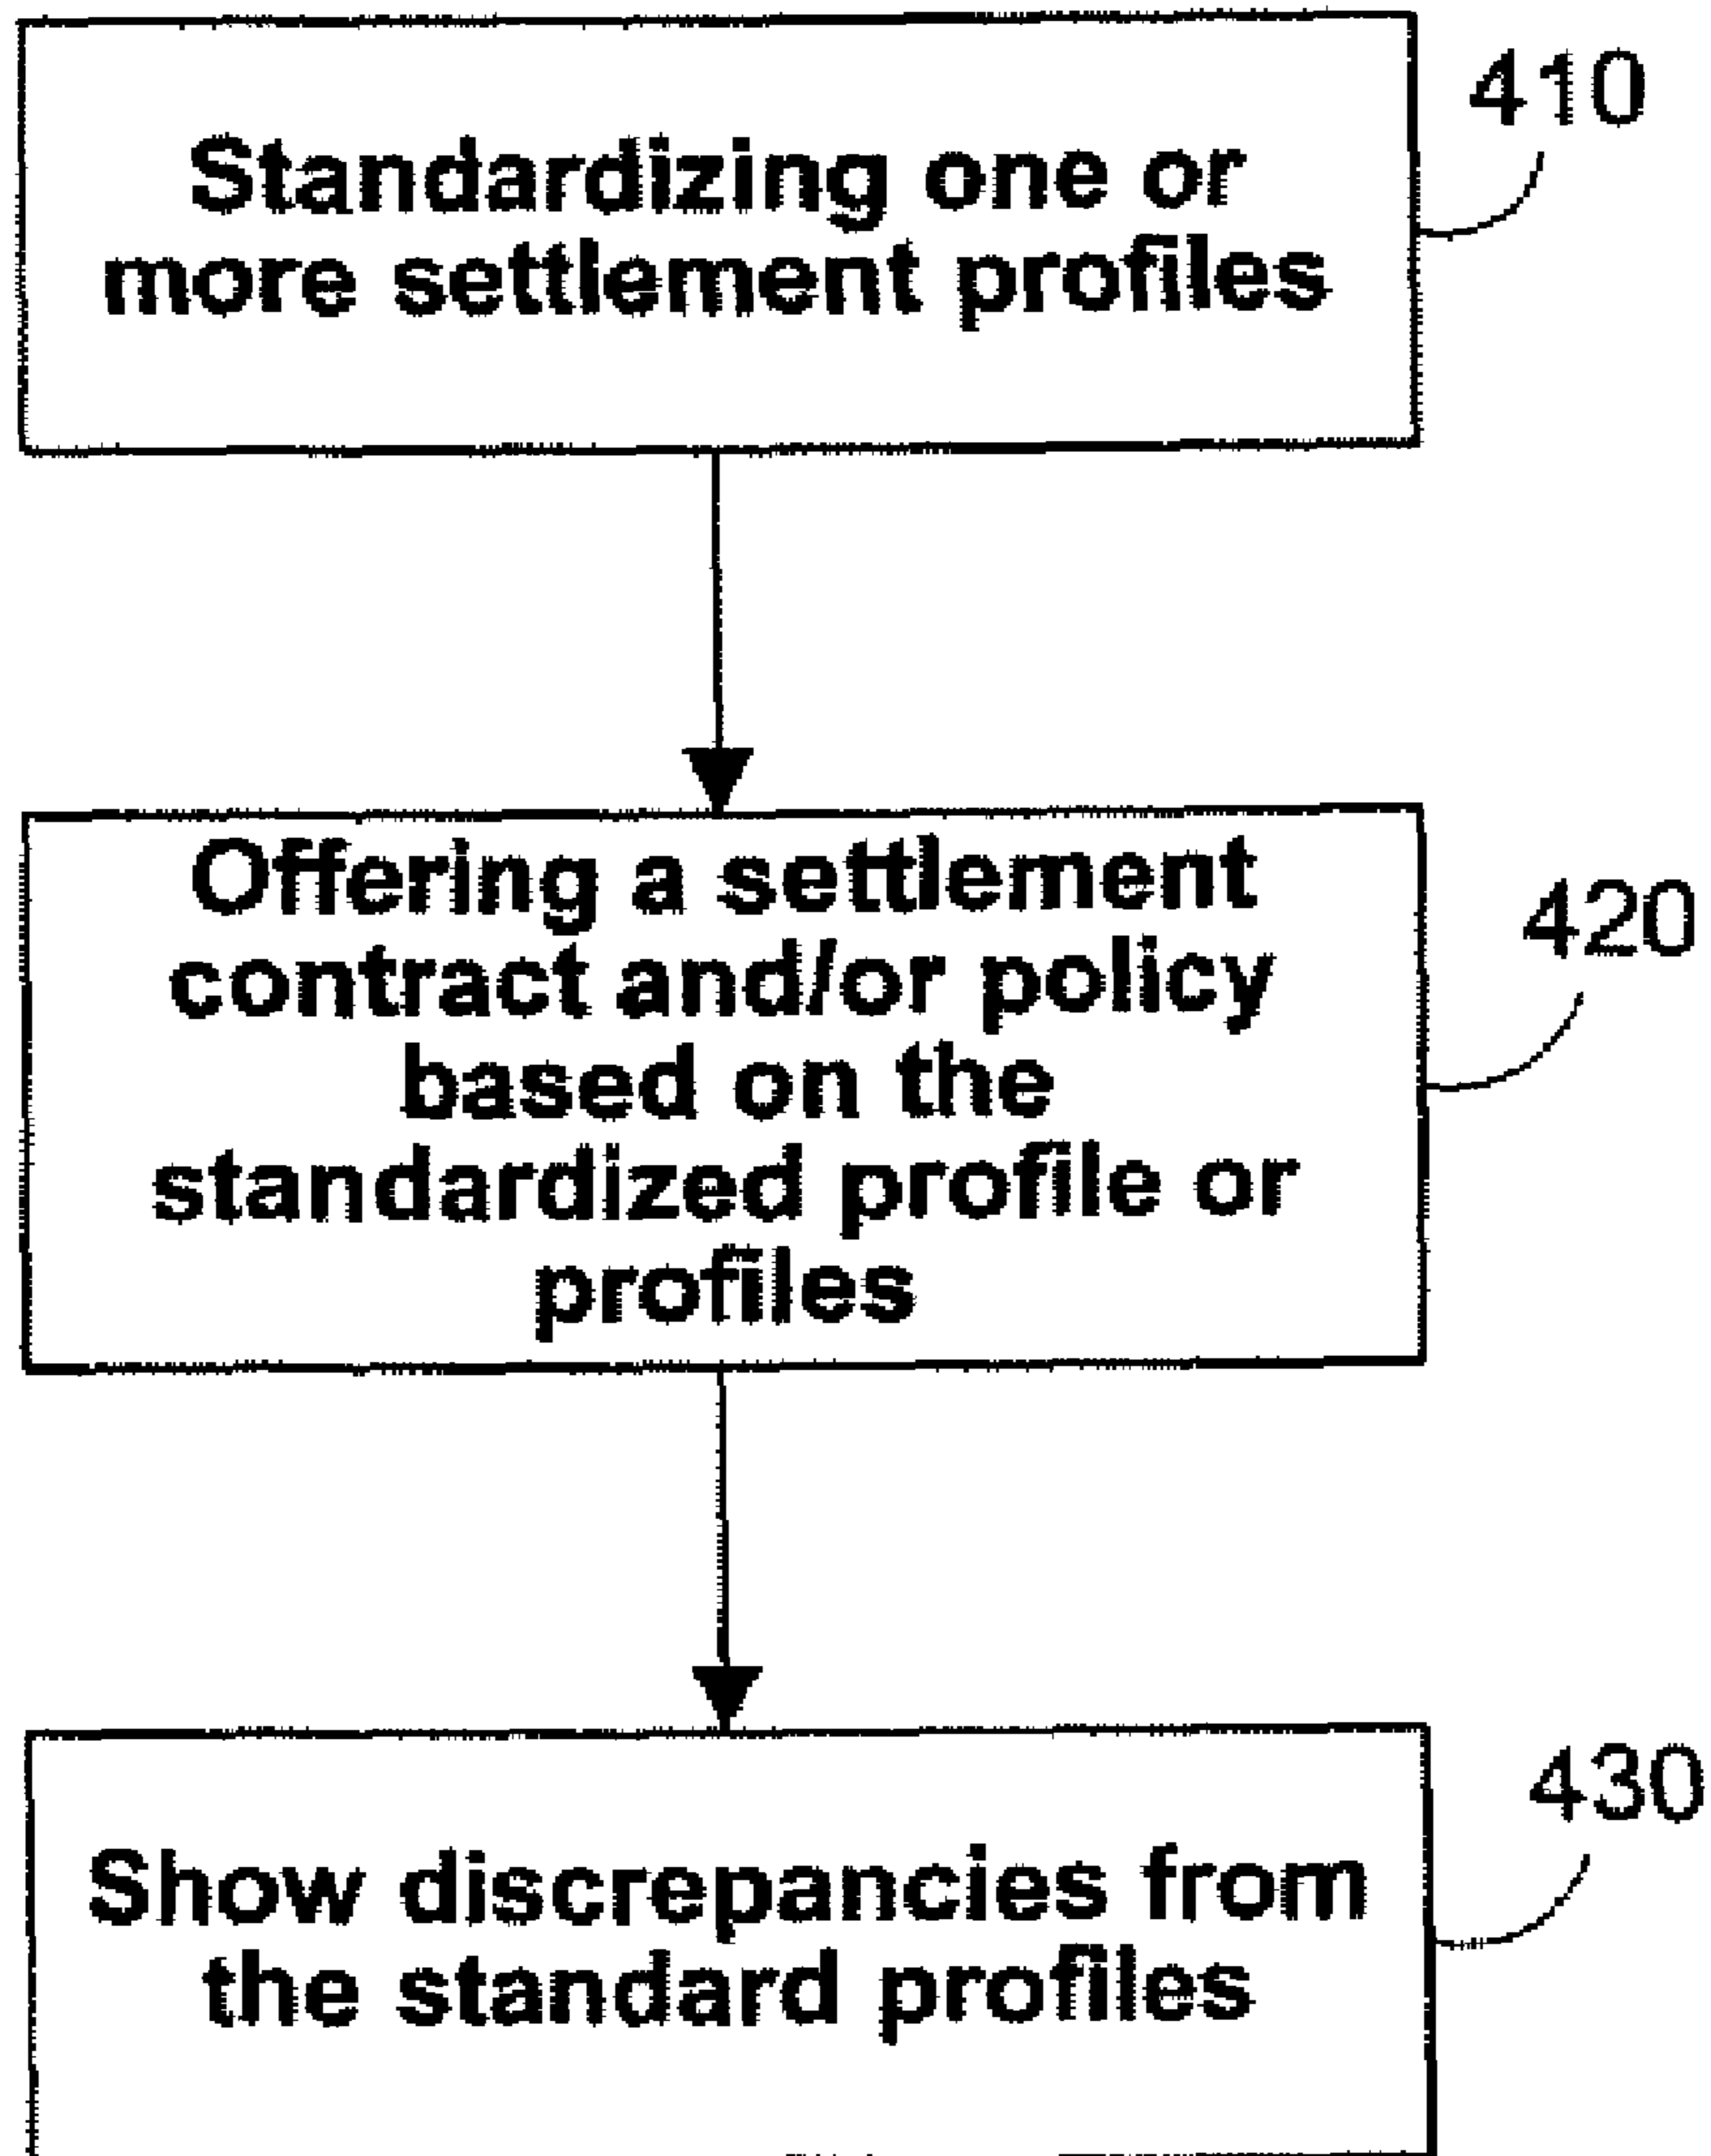 410
Standardizing one or
more settlement profiles
Offering a settlement
contract and/or policy
based on the
standardized profile or
profiles
420
430
Show discrepancies from
the standard profiles